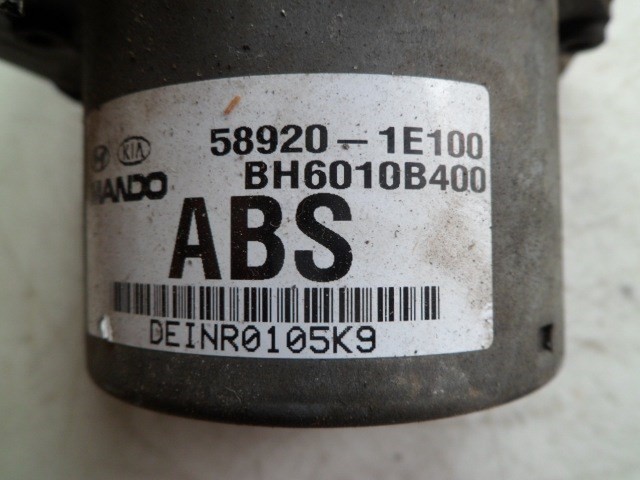 58920-1E100
KIA
BH6010B400
MANDO
ABS
DEINR0105K9